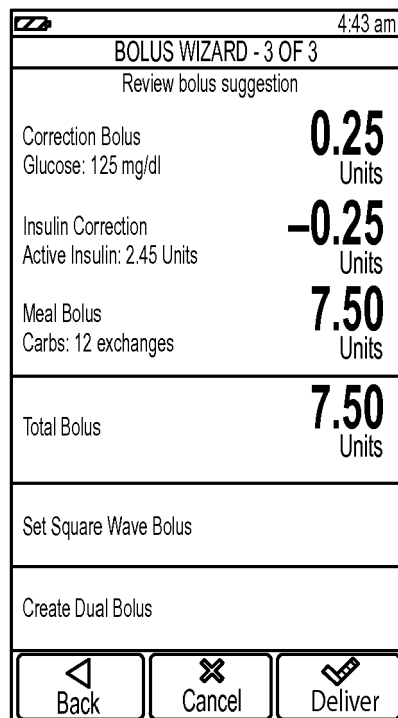 4:43 am
BOLUS WIZARD - 3 OF 3
Review bolus suggestion
Correction Bolus
Glucose: 125 mg/dl
0.25
Units
Insulin Correction
Active Insulin: 2.45 Units
–0.25
Units
Meal Bolus
Carbs: 12 exchanges
7.50
Units
Total Bolus
7.50
Units
Set Square Wave Bolus
Create Dual Bolus
Back
Cancel
Deliver